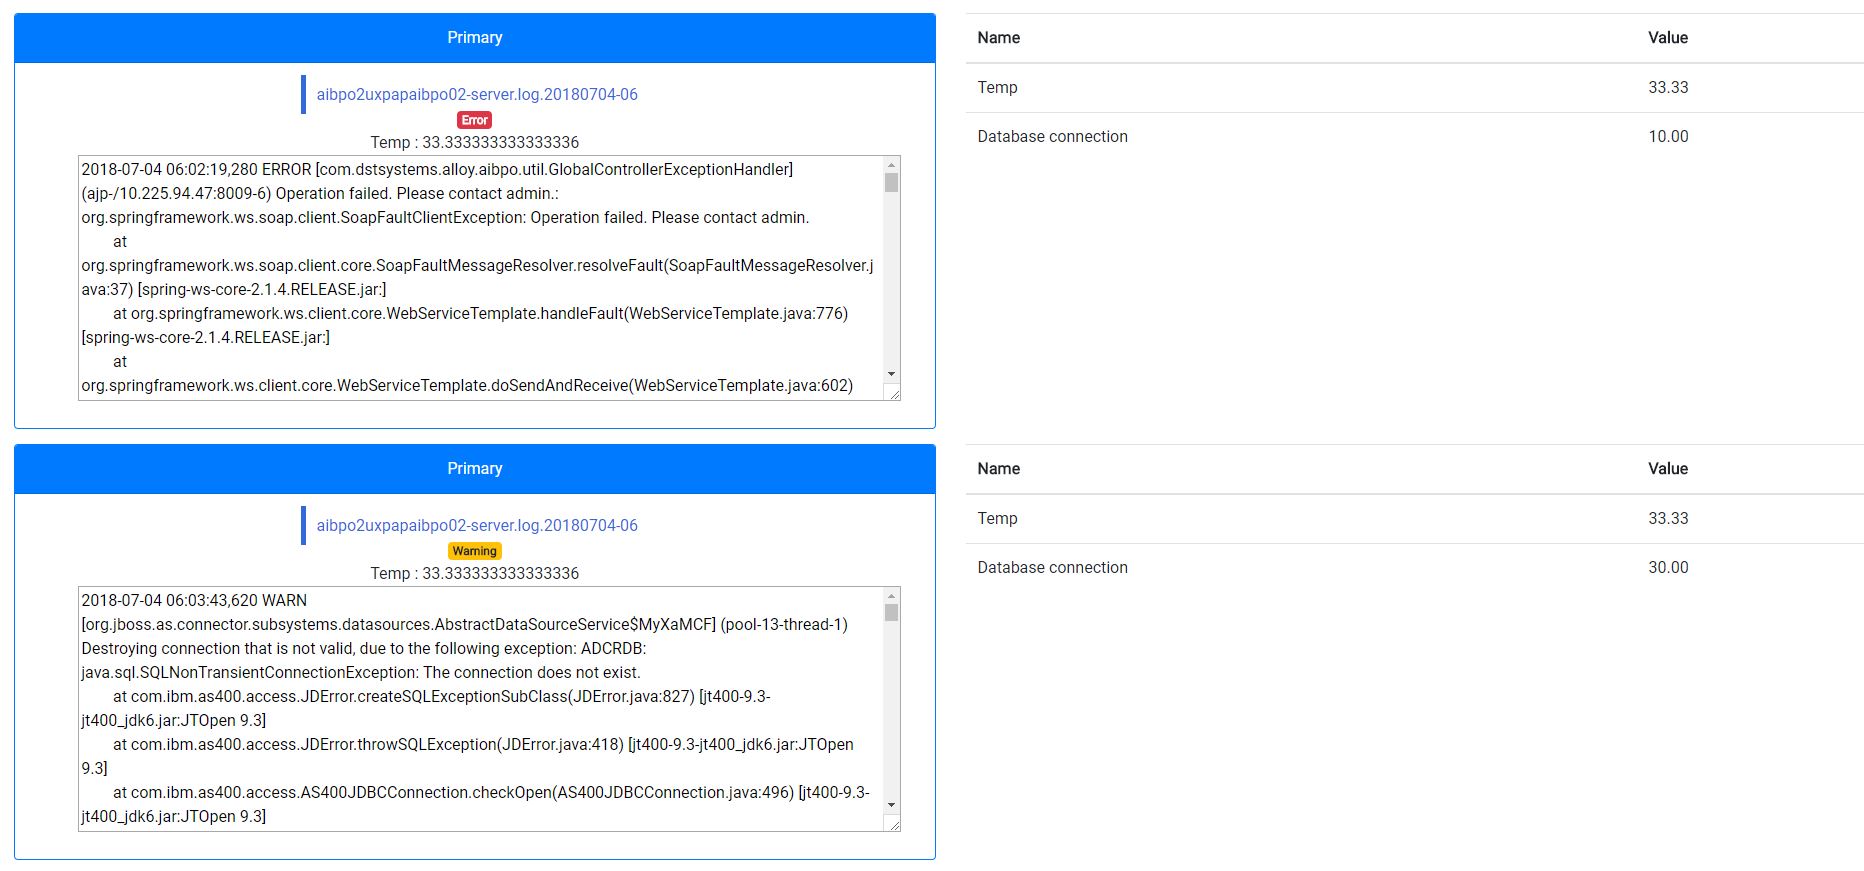 Primary
aibpo2uxpapaibpo02-server.log.20180704-06
Error
Temp : 33.333333333333336
2018-07-04 06:02:19,280 ERROR [com.dstsystems.alloy.aibpo.util.GlobalControllerExceptionHandler]
(ajp-/10.225.94.47:8009-6) Operation failed. Please contact admin.:
org.springframework.ws.soap.client.SoapFaultClientException: Operation failed. Please contact admin.
at
org.springframework.ws.soap.client.core.SoapFaultMessageResolver.resolveFault(SoapFaultMessageResolver.j
ava:37) [spring-ws-core-2.1.4.RELEASE.jar:]
at org.springframework.ws.client.core.WebServiceTemplate.handleFault(WebServiceTemplate.java:776)
[spring-ws-core-2.1.4.RELEASE.jar:]
at
org.springframework.ws.client.core.WebServiceTemplate.doSendAndReceive(WebServiceTemplate.java:602)
Name Value
Temp 33.33
Database connection 10.00
Primary
aibpo2uxpapaibpo02-server.log.20180704-06
Warning
Temp : 33.333333333333336
2018-07-04 06:03:43,620 WARN
[org.jboss.as.connector.subsystems.datasources.AbstractDataSourceService$MyXaMCF] (pool-13-thread-1)
Destroying connection that is not valid, due to the following exception: ADCRDB:
java.sql.SQLNonTransientConnectionException: The connection does not exist.
at com.ibm.as400.access.JDError.createSQLExceptionSubClass(JDError.java:827) [jt400-9.3-
jt400_jdk6.jar:JTOpen 9.3]
at com.ibm.as400.access.JDError.throwSQLException(JDError.java:418) [jt400-9.3-jt400_jdk6.jar:JTOpen
9.3]
at com.ibm.as400.access.AS400JDBCConnection.checkOpen(AS400JDBCConnection.java:496) [jt400-9.3-
jt400_jdk6.jar:JTOpen 9.3]
Name Value
Temp 33.33
Database connection 30.00